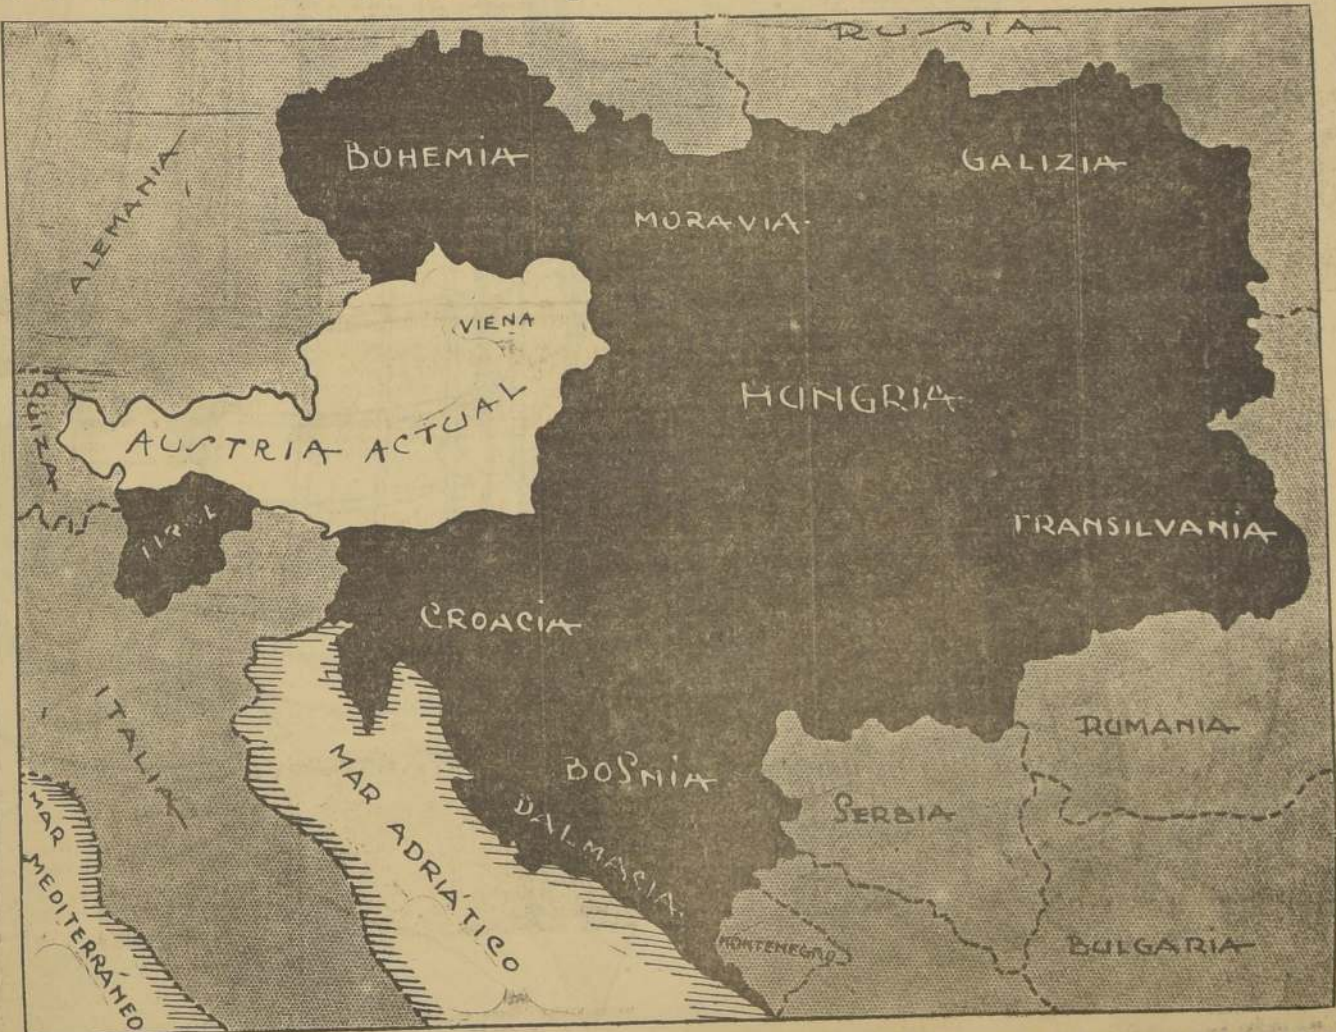 RUSIA
BOHEMIA
GALIZIA
ALEMANIA
MORAVIA
VIENA
SUIZA
HUNGRIA
AUSTRIA ACTUAL
TIROL
TRANSILVANIA
CROACIA
ITALIA
RUMANIA
MAR ADRIÁTICO
BOSNIA
SERBIA
DALMACIA
MAR MEDITERRÁNEO
MONTENEGRO
BULGARIA